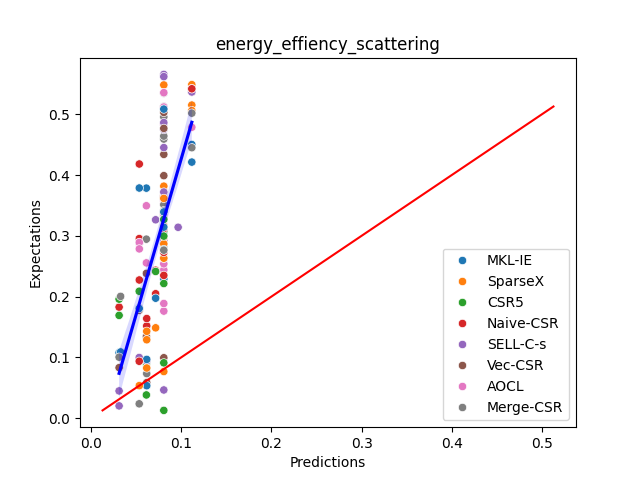 energy_effiency_scattering
Expectations
0.5
0.4
0.3
0.2
0.1
0.0
0.0 0.1 0.2 0.3 0.4 0.5
Predictions
MKL-IE
SparseX
CSR5
Naive-CSR
SELL-C-s
Vec-CSR
AOCL
Merge-CSR